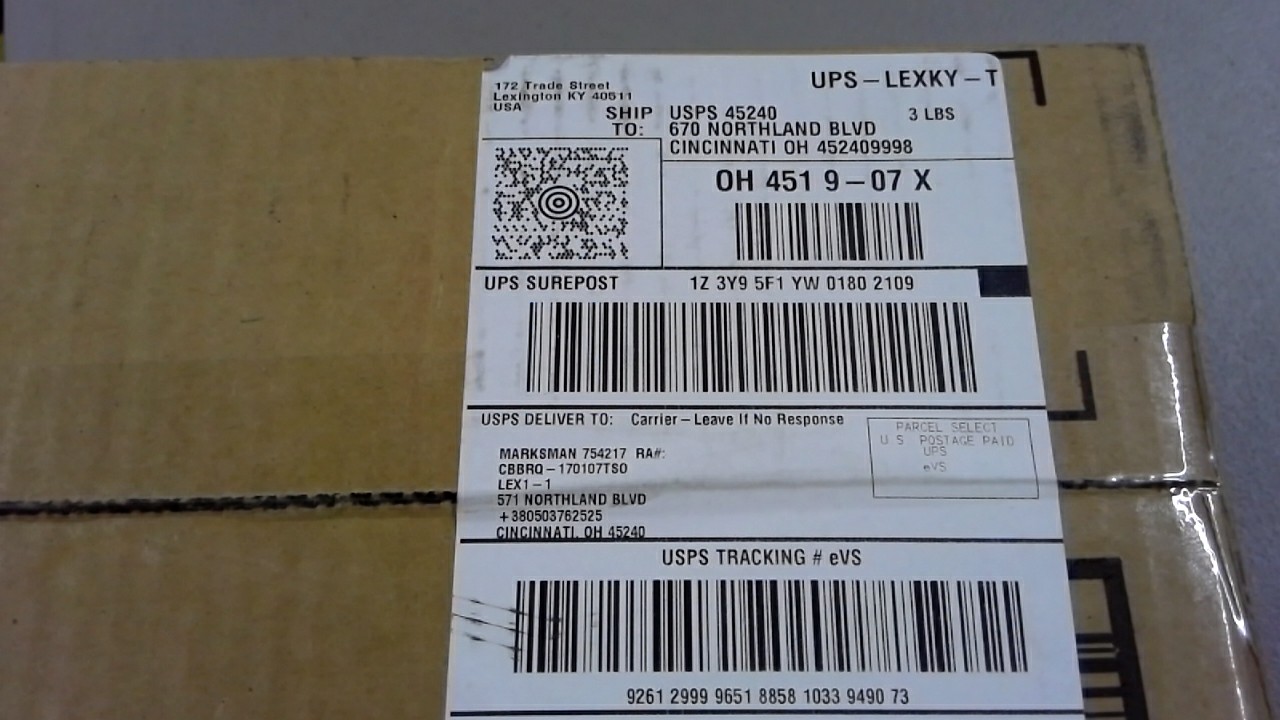 172 Trade Street
Lexington KY 40511
USA
UPS-LEXKY-T
SHIP TO:
USPS 45240
3 LBS
670 NORTHLAND BLVD
CINCINNATI OH 452409998
OH 451 9-07 X
UPS SUREPOST
1Z 3Y9 5F1 YW 0180 2109
USPS DELIVER TO: Carrier-Leave If No Response
PARCEL SELECT
U S POSTAGE PAID
UPS
eVS
MARKSMAN 754217 RA#:
CBBRQ-170107TSO
LEX1-1
571 NORTHLAND BLVD
+380503762525
CINCINNATI, OH 45240
USPS TRACKING # eVS
9261 2999 9651 8858 1033 9490 73